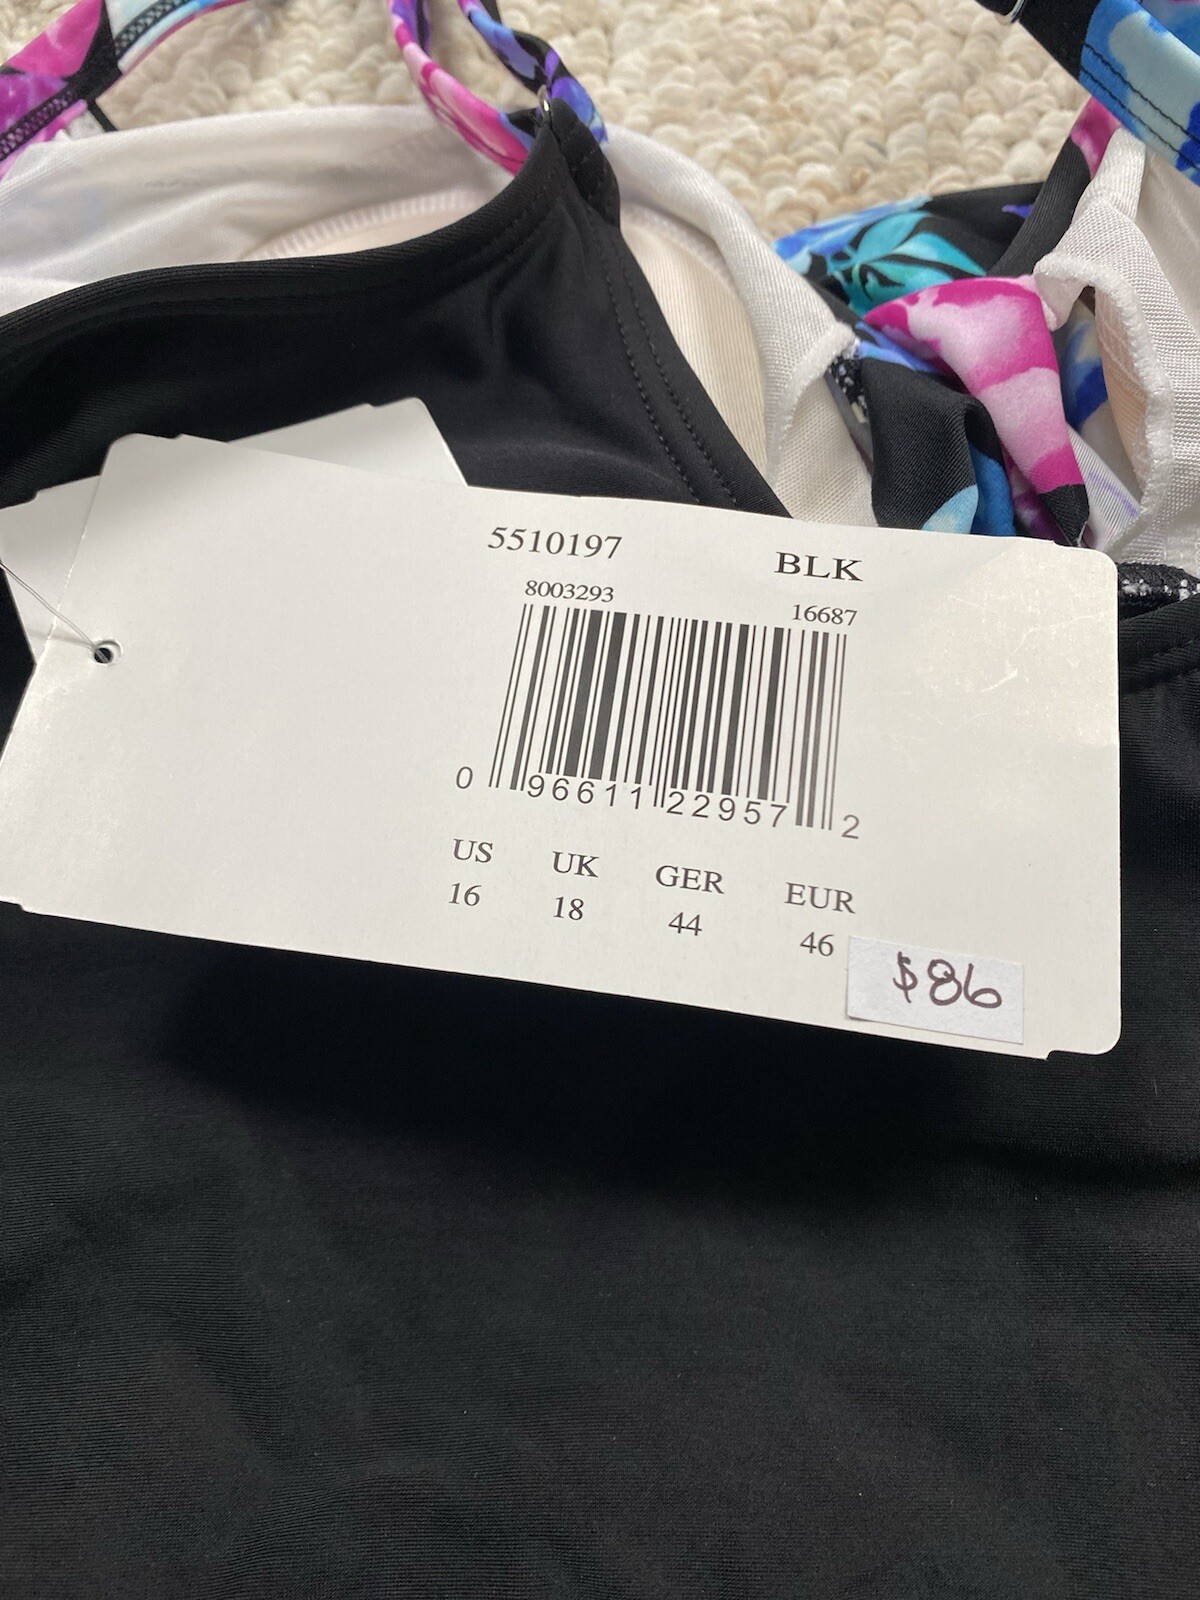 5510197 BLK
8003293 16687
0 96611 22957 2
US UK GER EUR
16 18 44 46
$86